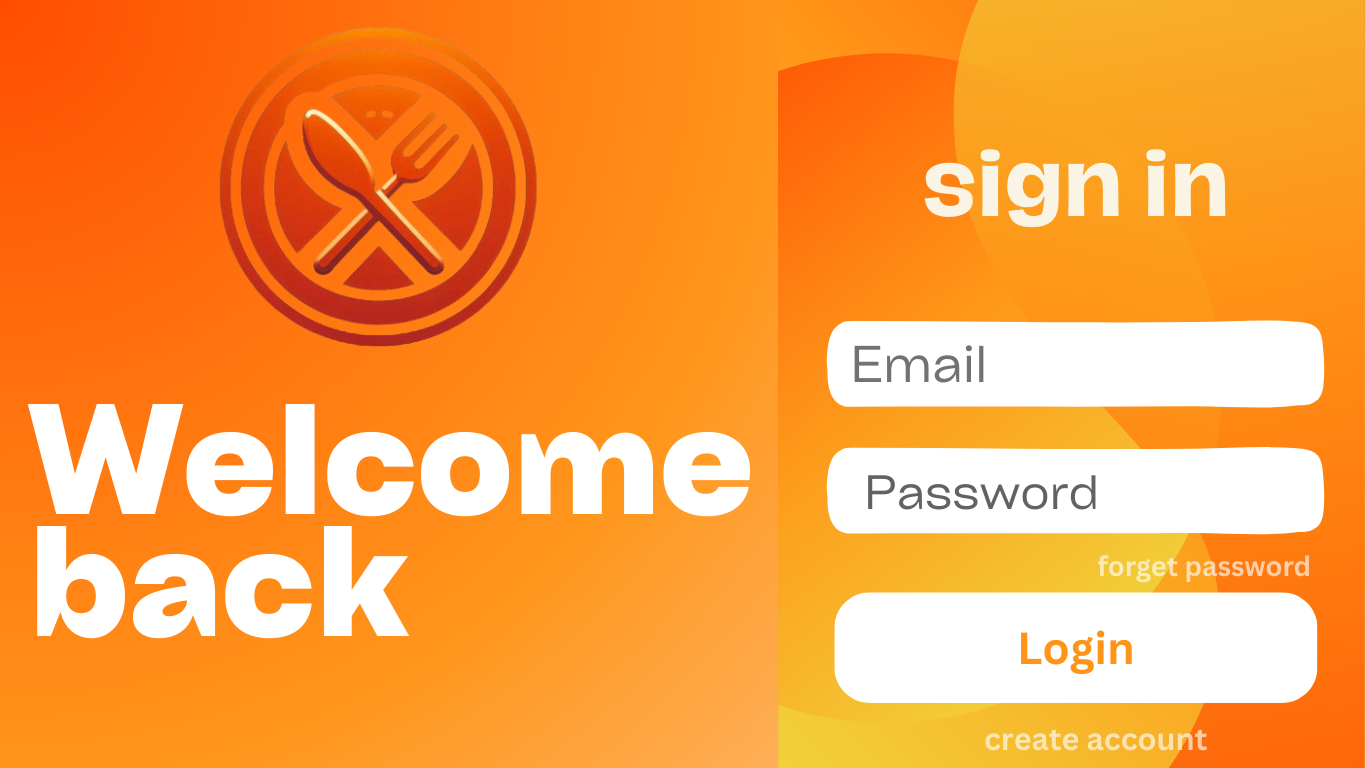 Welcome
back
sign in
Email
Password
forget password
Login
create account